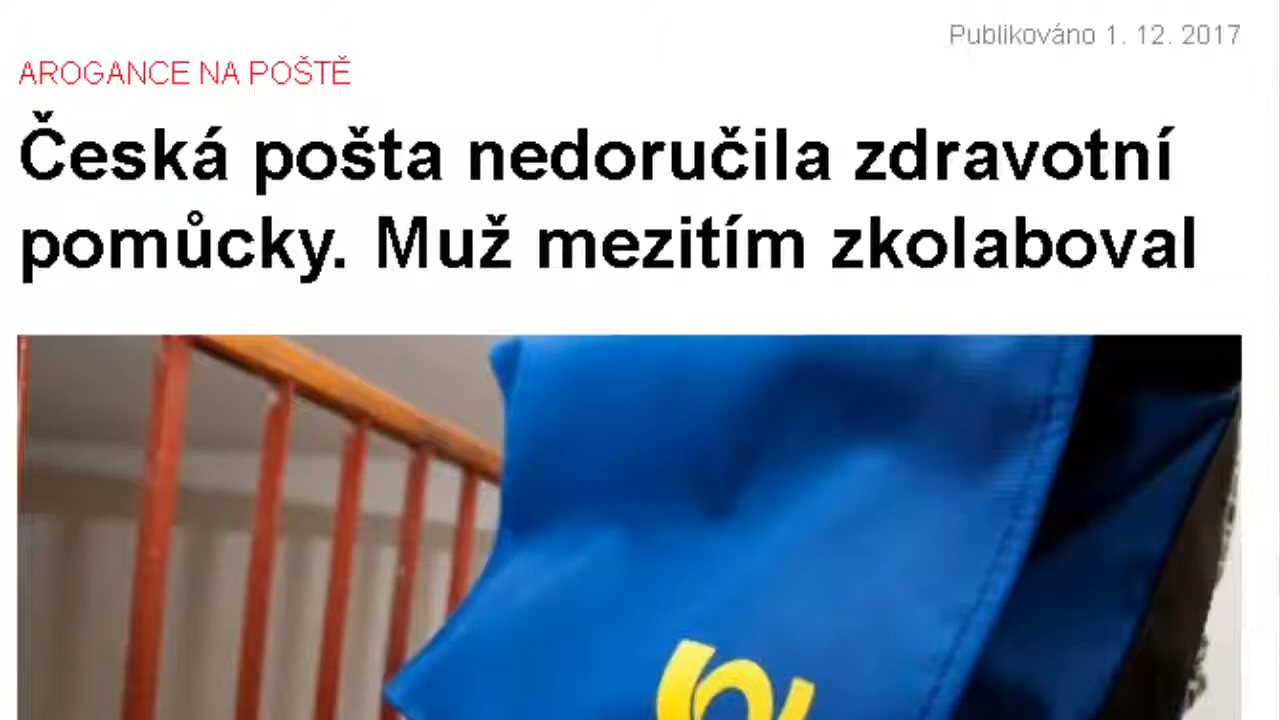 Publikováno 1. 12. 2017
AROGANCE NA POŠTĚ
Česká pošta nedoručila zdravotní
pomůcky. Muž mezitím zkolaboval